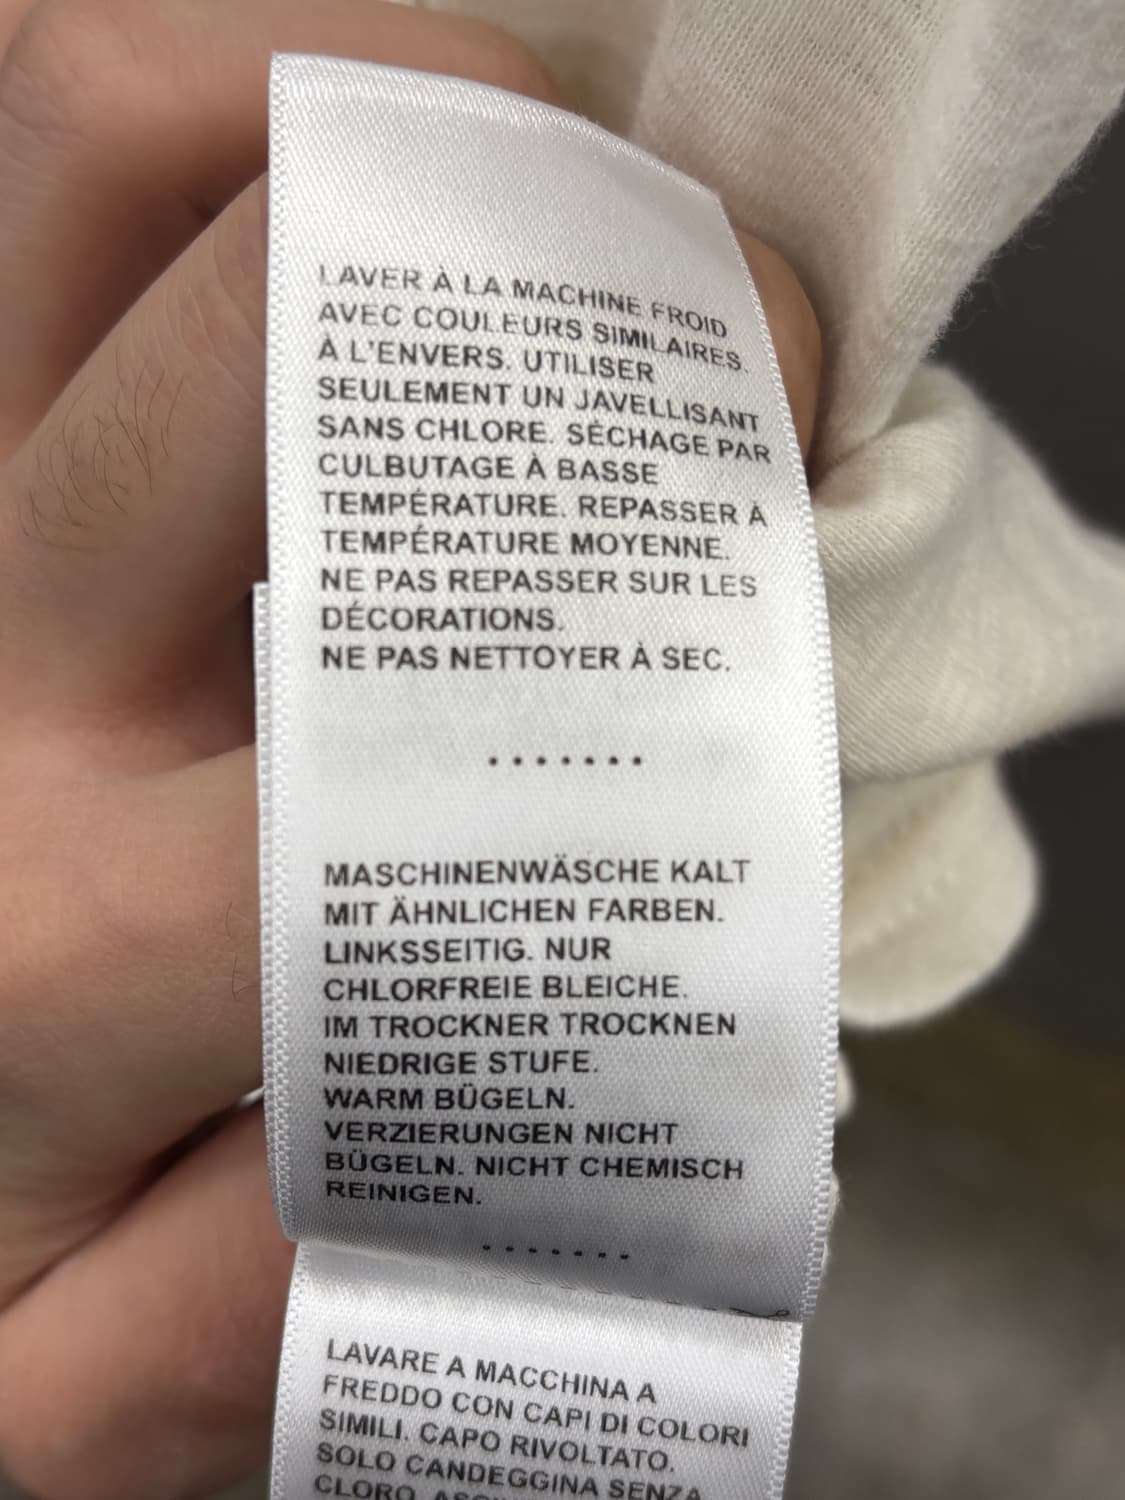 LAVER À LA MACHINE FROID
AVEC COULEURS SIMILAIRES.
À L'ENVERS. UTILISER
SEULEMENT UN JAVELLISANT
SANS CHLORE. SÉCHAGE PAR
CULBUTAGE À BASSE
TEMPÉRATURE. REPASSER À
TEMPÉRATURE MOYENNE.
NE PAS REPASSER SUR LES
DÉCORATIONS.
NE PAS NETTOYER À SEC.
.......
MASCHINENWÄSCHE KALT
MIT ÄHNLICHEN FARBEN.
LINKSSEITIG. NUR
CHLORFREIE BLEICHE.
IM TROCKNER TROCKNEN
NIEDRIGE STUFE.
WARM BÜGELN.
VERZIERUNGEN NICHT
BÜGELN. NICHT CHEMISCH
REINIGEN.
.......
LAVARE A MACCHINA A
FREDDO CON CAPI DI COLORI
SIMILI. CAPO RIVOLTATO.
SOLO CANDEGGINA SENZA
CLORO.